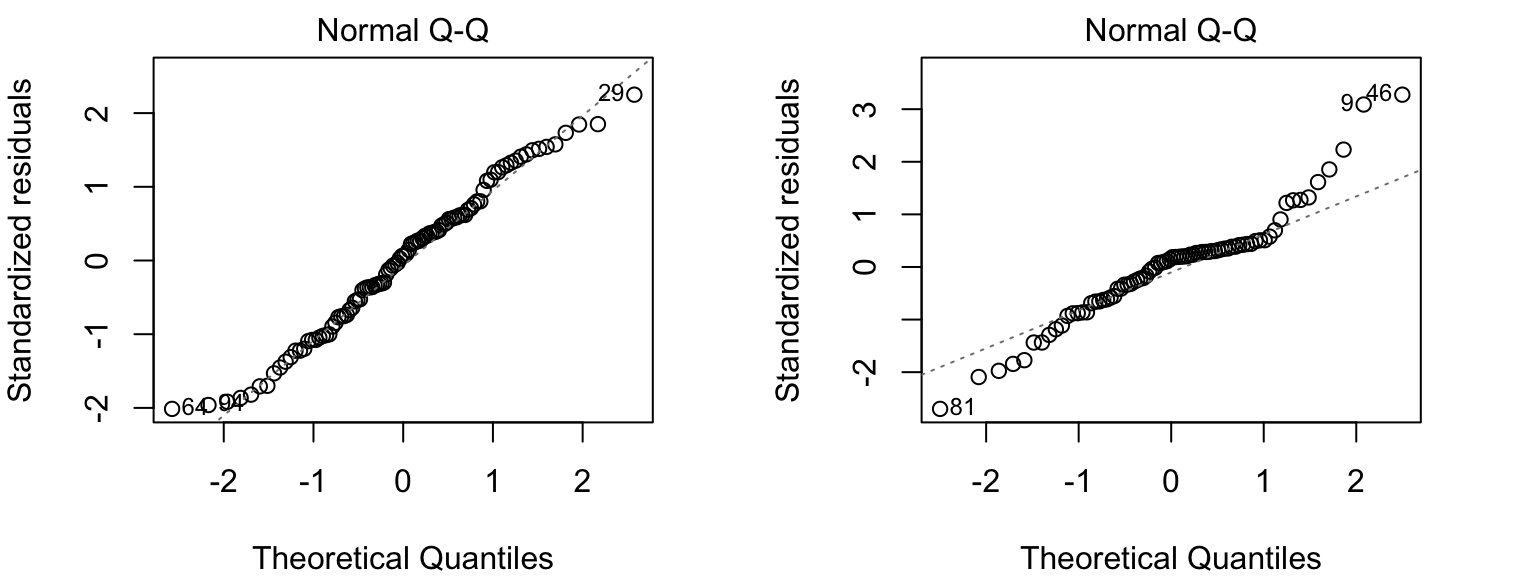 Normal Q-Q
Standardized residuals
2
1
0
-1
-2
29
64
94
-2 -1 0 1 2
Theoretical Quantiles
Normal Q-Q
Standardized residuals
3
2
1
0
-2
9
46
81
-2 -1 0 1 2
Theoretical Quantiles